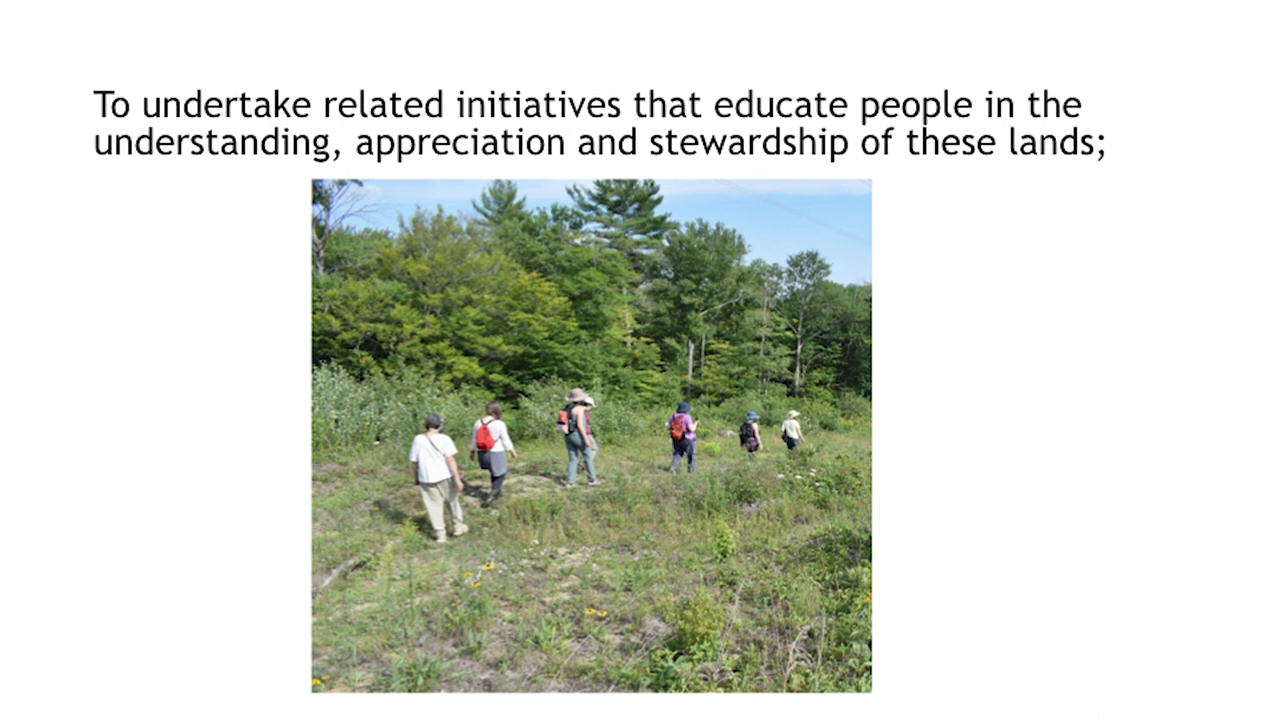 To undertake related initiatives that educate people in the
understanding, appreciation and stewardship of these lands;